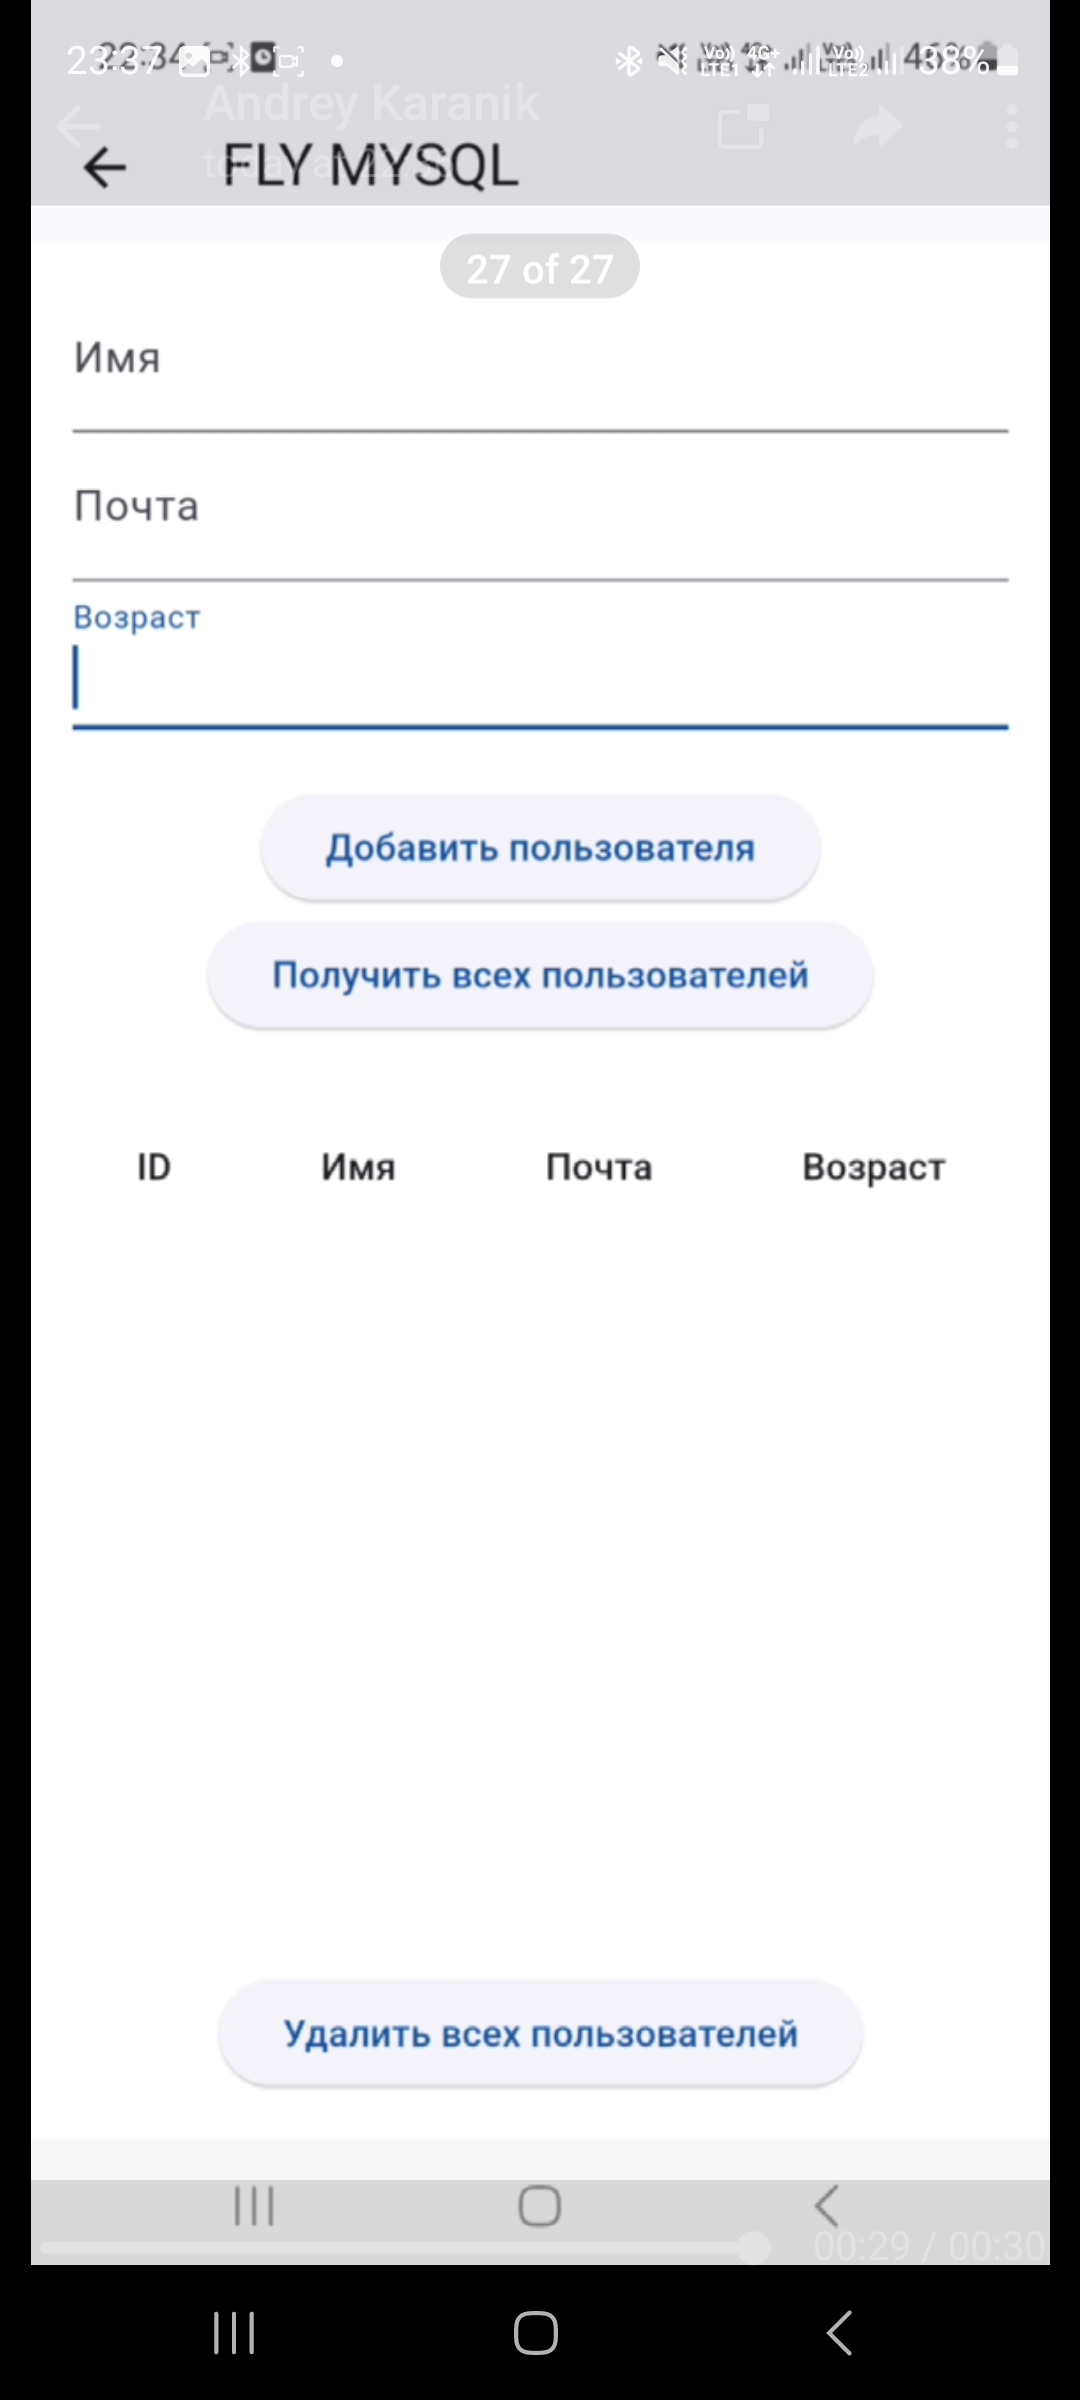 23:37
38%
Andrey Karanik
FLY MYSQL
27 of 27
Имя
Почта
Возраст
Добавить пользователя
Получить всех пользователей
ID Имя Почта Возраст
Удалить всех пользователей
00:29 / 00:30